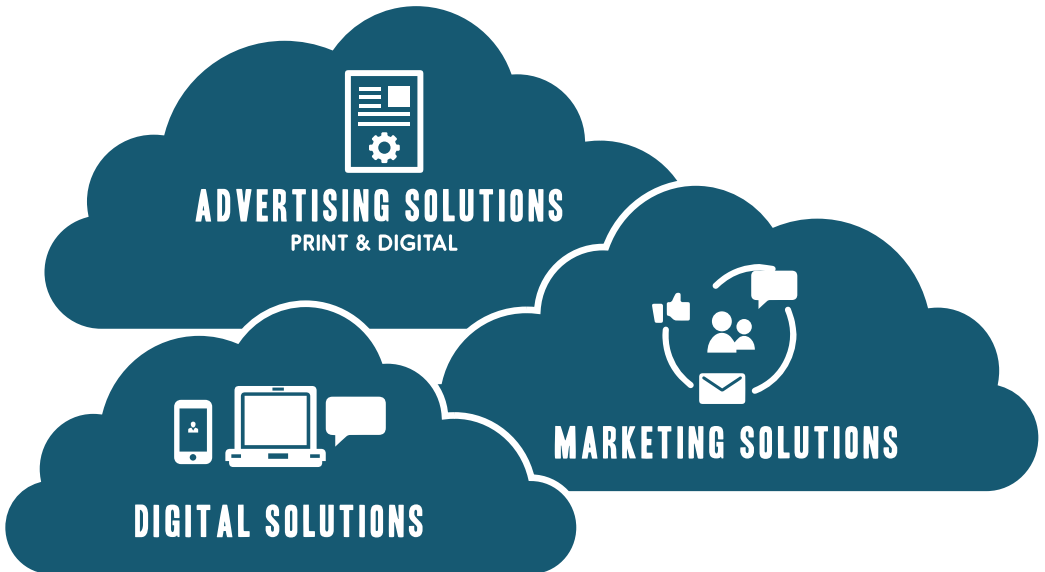 ADVERTISING SOLUTIONS
PRINT & DIGITAL
MARKETING SOLUTIONS
DIGITAL SOLUTIONS